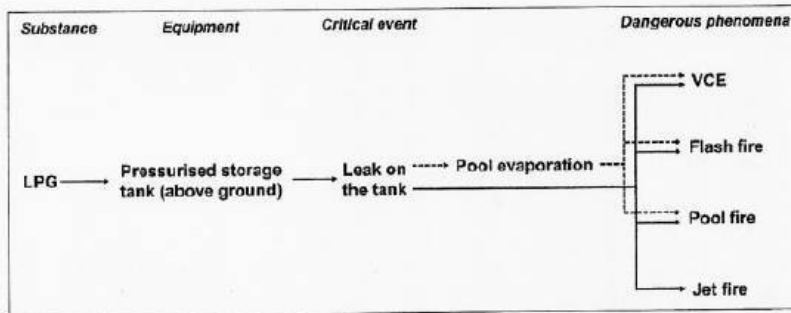 Substance Equipment Critical event Dangerous phenomena
VCE
Flash fire
Pressurised storage
Leak on
Pool evaporation
LPG
tank (above ground)
the tank
Pool fire
Jet fire